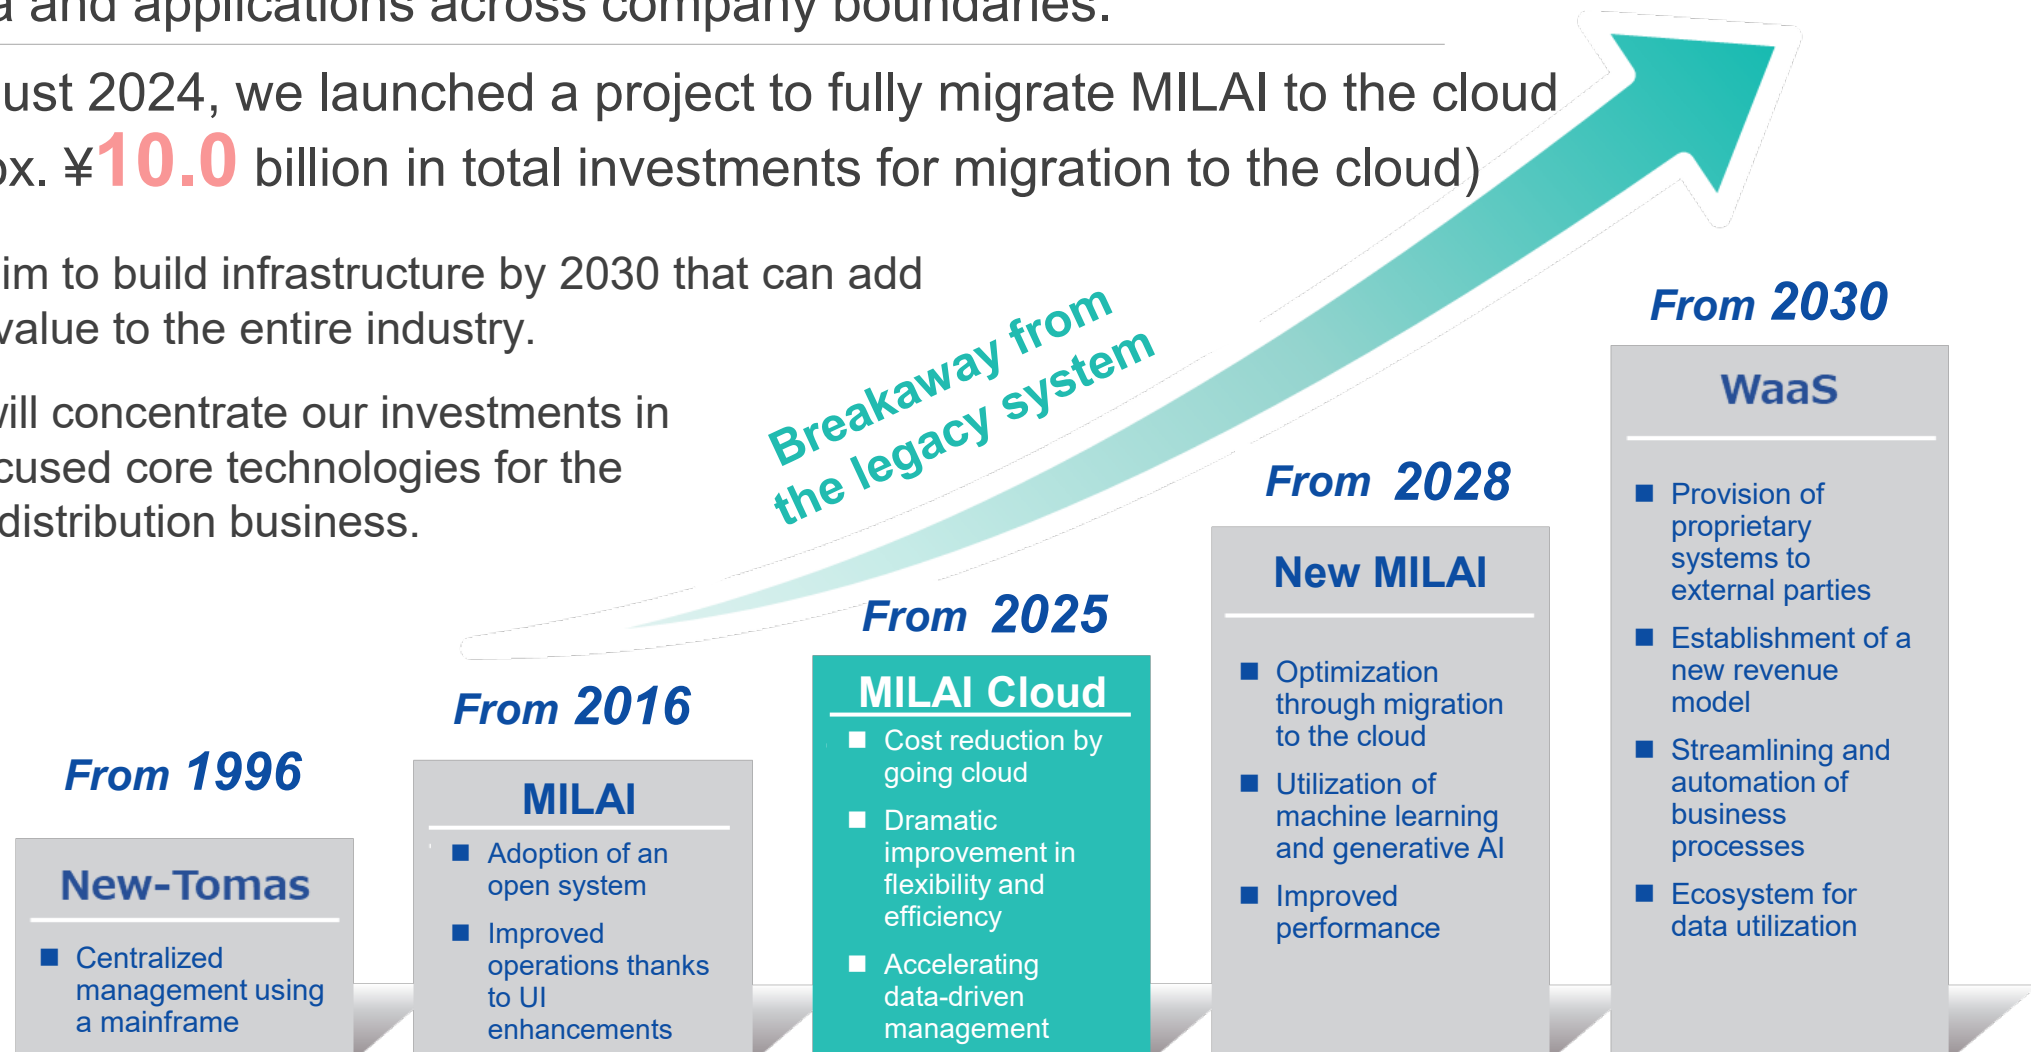 a and applications across company boundaries.
ust 2024, we launched a project to fully migrate MILAI to the cloud
ox. ¥10.0 billion in total investments for migration to the cloud)
im to build infrastructure by 2030 that can add
value to the entire industry.
will concentrate our investments in
cused core technologies for the
distribution business.
Breakaway from
the legacy system
From 1996
New-Tomas
■ Centralized
management using
a mainframe
From 2016
MILAI
■ Adoption of an
open system
■ Improved
operations thanks
to UI
enhancements
From 2025
MILAI Cloud
■ Cost reduction by
going cloud
■ Dramatic
improvement in
flexibility and
efficiency
■ Accelerating
data-driven
management
From 2028
New MILAI
■ Optimization
through migration
to the cloud
■ Utilization of
machine learning
and generative AI
■ Improved
performance
From 2030
WaaS
■ Provision of
proprietary
systems to
external parties
■ Establishment of a
new revenue
model
■ Streamlining and
automation of
business
processes
■ Ecosystem for
data utilization